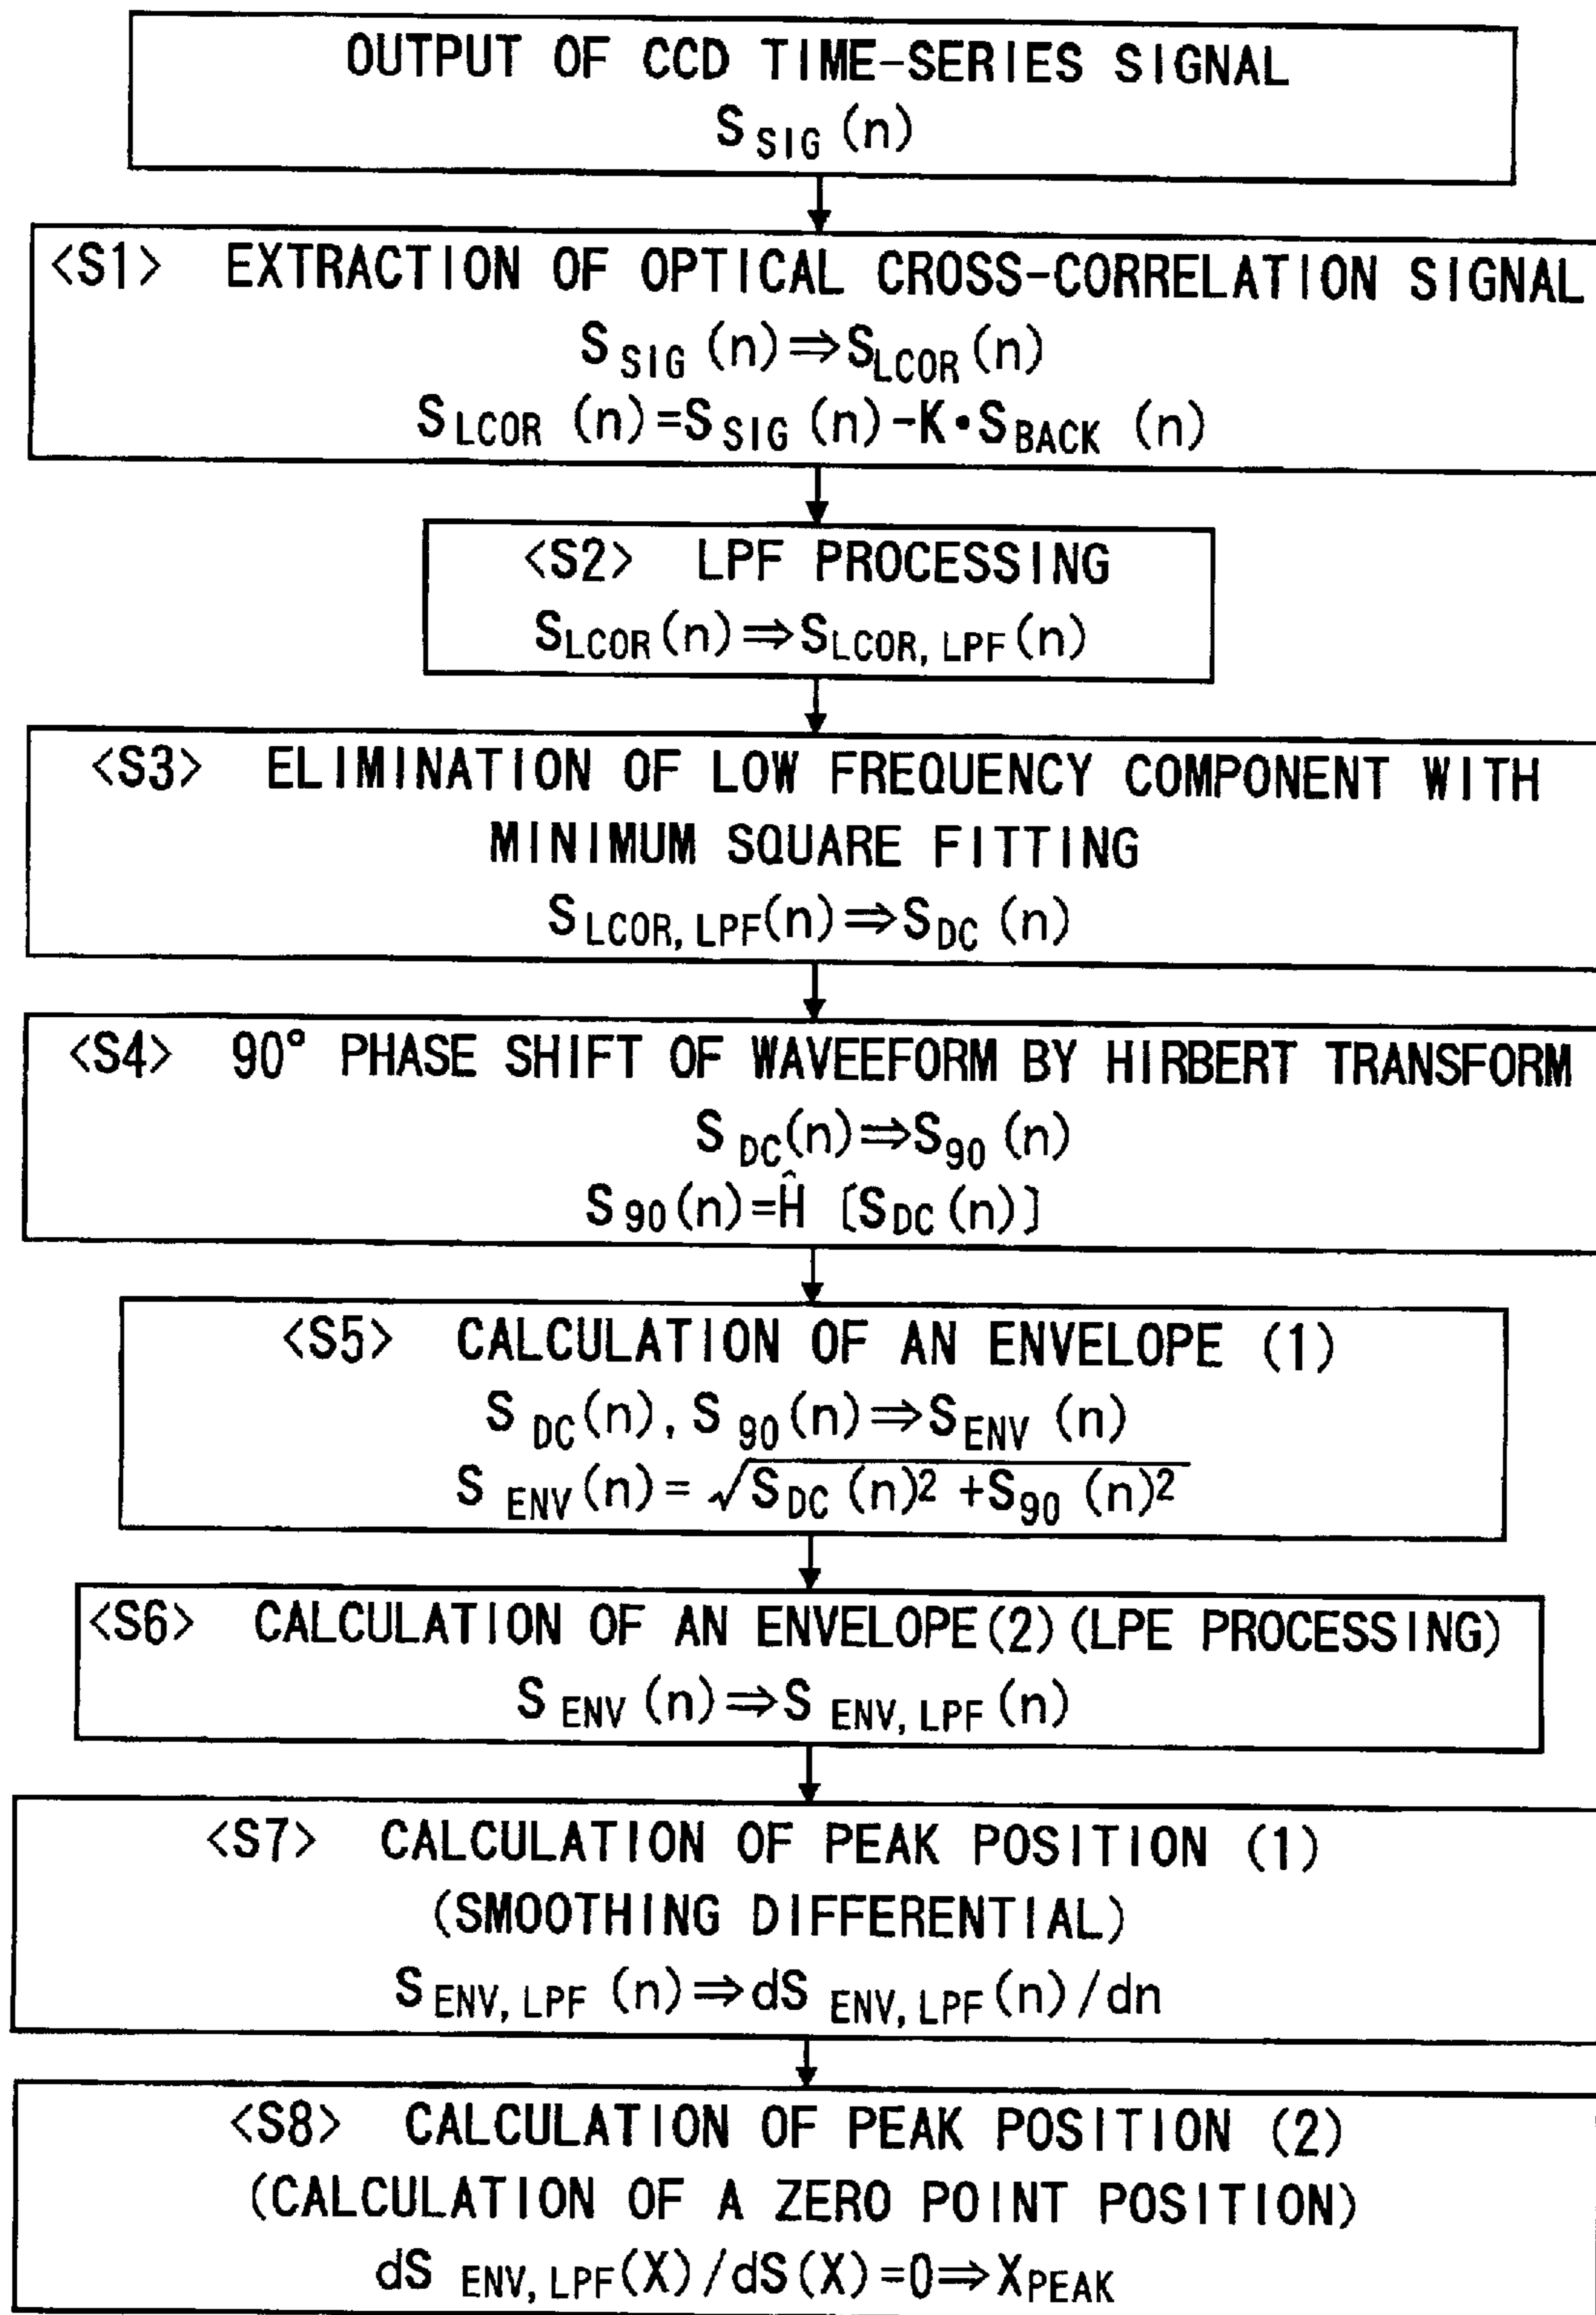 OUTPUT OF CCD TIME-SERIES SIGNAL
S SIG (n)
<S1> EXTRACTION OF OPTICAL CROSS-CORRELATION SIGNAL
S SIG (n)⇒SLCOR (n)
S LCOR (n)=S SIG (n)-K•S BACK (n)
<S2> LPF PROCESSING
SLCOR (n)⇒SLCOR, LPF (n)
<S3> ELIMINATION OF LOW FREQUENCY COMPONENT WITH
MINIMUM SQUARE FITTING
S LCOR, LPF(n)⇒S DC (n)
<S4> 90° PHASE SHIFT OF WAVEEFORM BY HIRBERT TRANSFORM
S DC(n)⇒S90 (n)
S 90(n)=Ĥ [S DC (n)]
<S5> CALCULATION OF AN ENVELOPE (1)
S DC(n), S 90(n)⇒S ENV (n)
S ENV(n)= √S DC (n)² +S90 (n)²
<S6> CALCULATION OF AN ENVELOPE(2) (LPE PROCESSING)
S ENV (n)⇒S ENV, LPF (n)
<S7> CALCULATION OF PEAK POSITION (1)
(SMOOTHING DIFFERENTIAL)
S ENV, LPF (n)⇒dS ENV, LPF(n)/dn
<S8> CALCULATION OF PEAK POSITION (2)
(CALCULATION OF A ZERO POINT POSITION)
dS ENV, LPF(X)/dS(X)=0⇒XPEAK